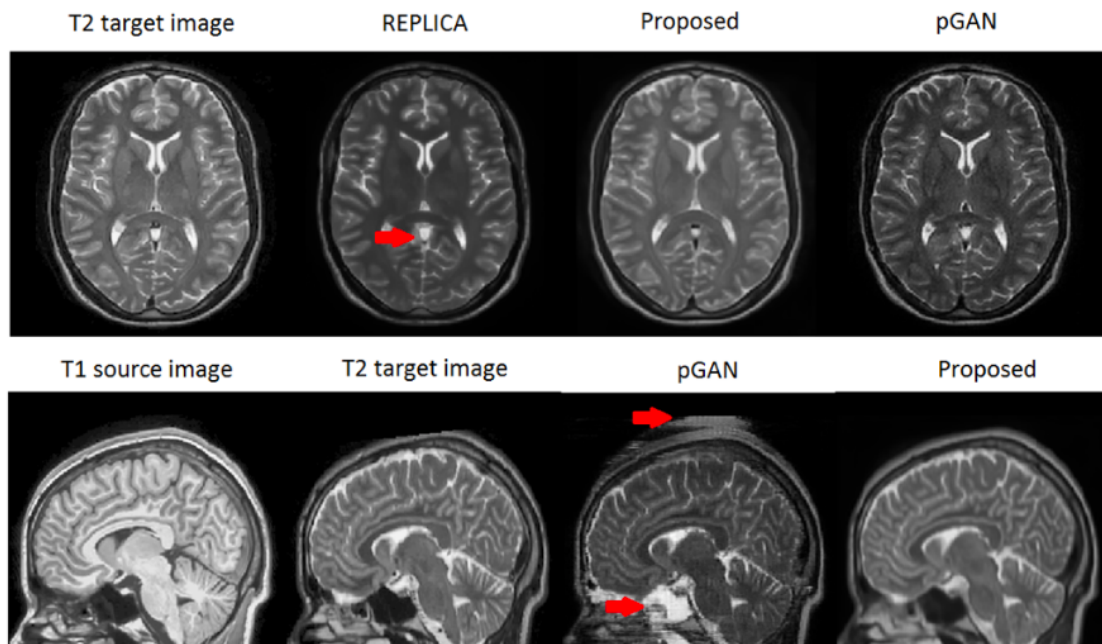 T2 target image REPLICA Proposed pGAN
T1 source image T2 target image pGAN Proposed